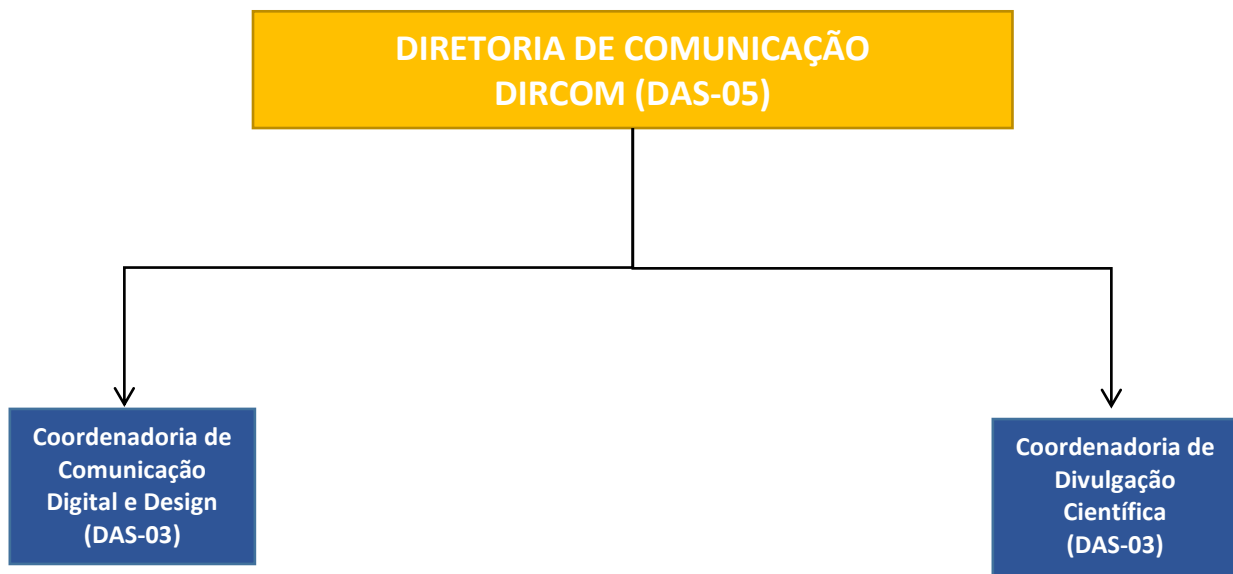 DIRETORIA DE COMUNICAÇÃO
DIRCOM (DAS-05)
Coordenadoria de
Comunicação
Digital e Design
(DAS-03)
Coordenadoria de
Divulgação
Científica
(DAS-03)